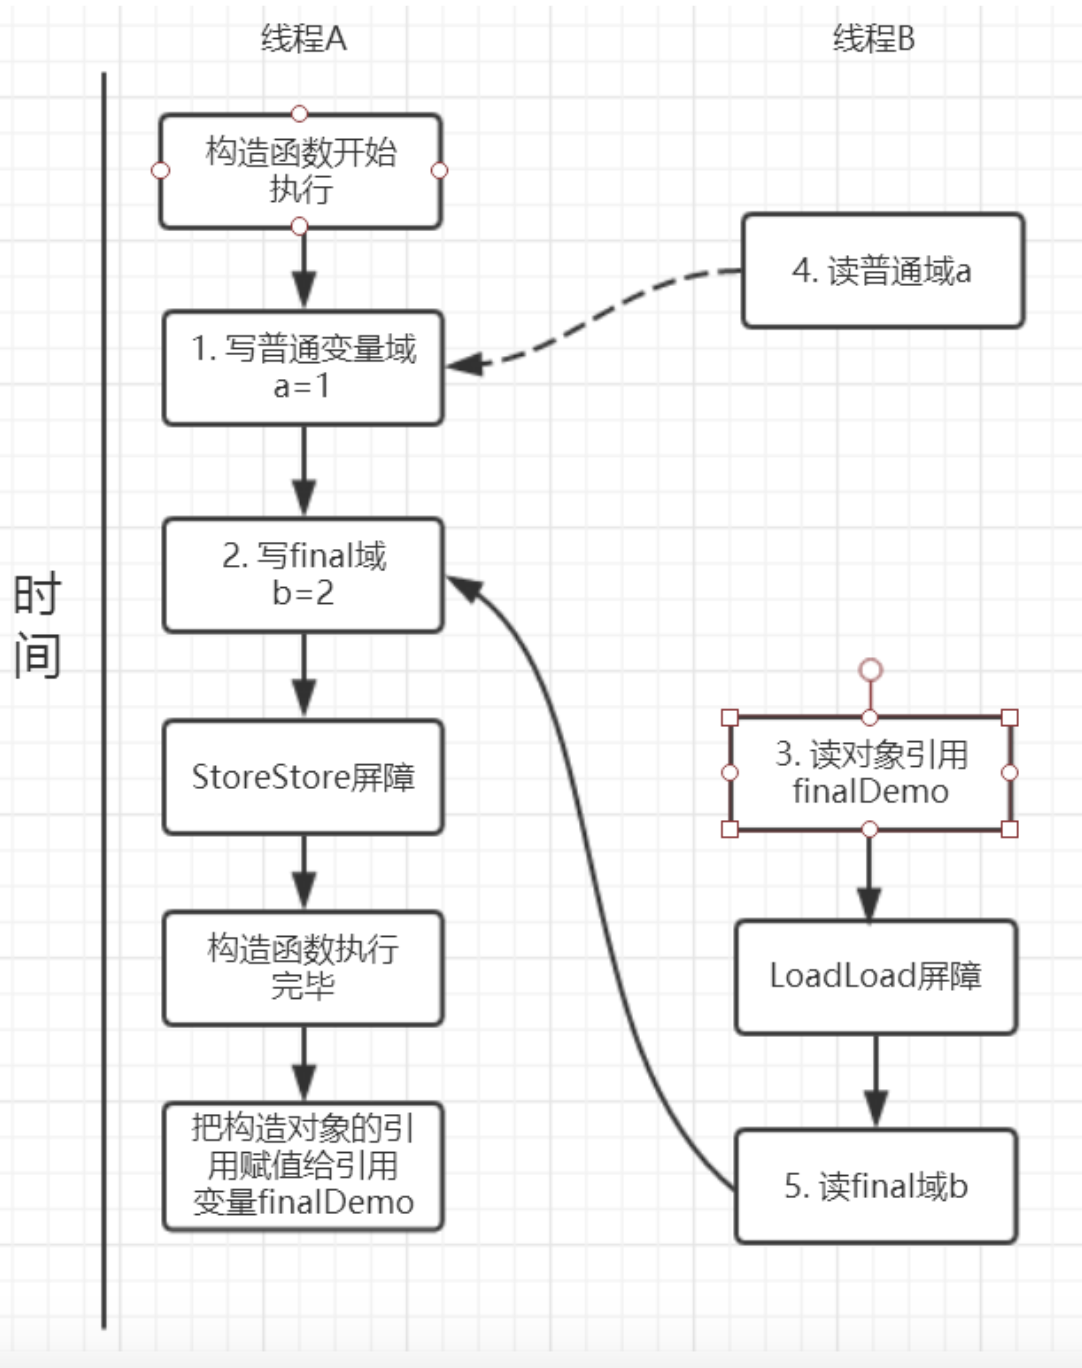 线程A
线程B
构造函数开始
执行
4. 读普通域a
1. 写普通变量域
a=1
2. 写final域
b=2
时
间
StoreStore屏障
3. 读对象引用
finalDemo
构造函数执行
完毕
LoadLoad屏障
把构造对象的引
用赋值给引用
变量finalDemo
5. 读final域b